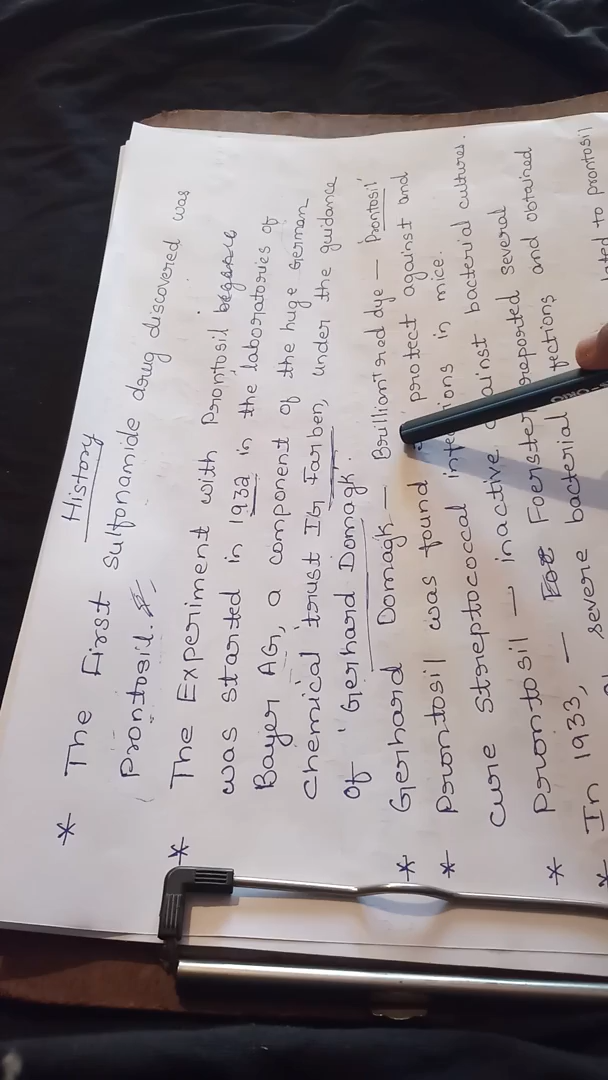 History
* The First sulfonamide drug discovered was
prontosil.
* The Experiment with prontosil
was started in 1932 in the laboratories of
Bayer AG, a component of the huge German
chemical trust IG Farben, under the guidance
of 'Gerhard Domagk.
* Gerhard Domagk — Brilliant red dye — Prontosil'
* prontosil was found protect against and
cure streptococcal in mice.
* prontosil — inactive against bacterial cultures.
* In 1933, — Foerster reported several
severe bacterial and obtained
to prontosil